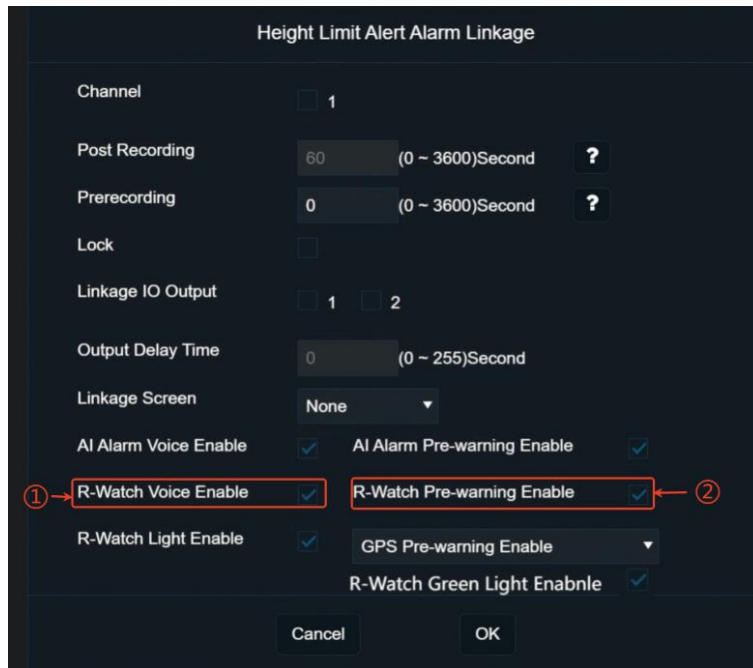 Height Limit Alert Alarm Linkage
Channel 1
Post Recording 60 (0 ~ 3600)Second ?
Prerecording 0 (0 ~ 3600)Second ?
Lock
Linkage IO Output 1 2
Output Delay Time 0 (0 ~ 255)Second
Linkage Screen None
AI Alarm Voice Enable AI Alarm Pre-warning Enable
① R-Watch Voice Enable R-Watch Pre-warning Enable ②
R-Watch Light Enable GPS Pre-warning Enable
R-Watch Green Light Enabnle
Cancel OK